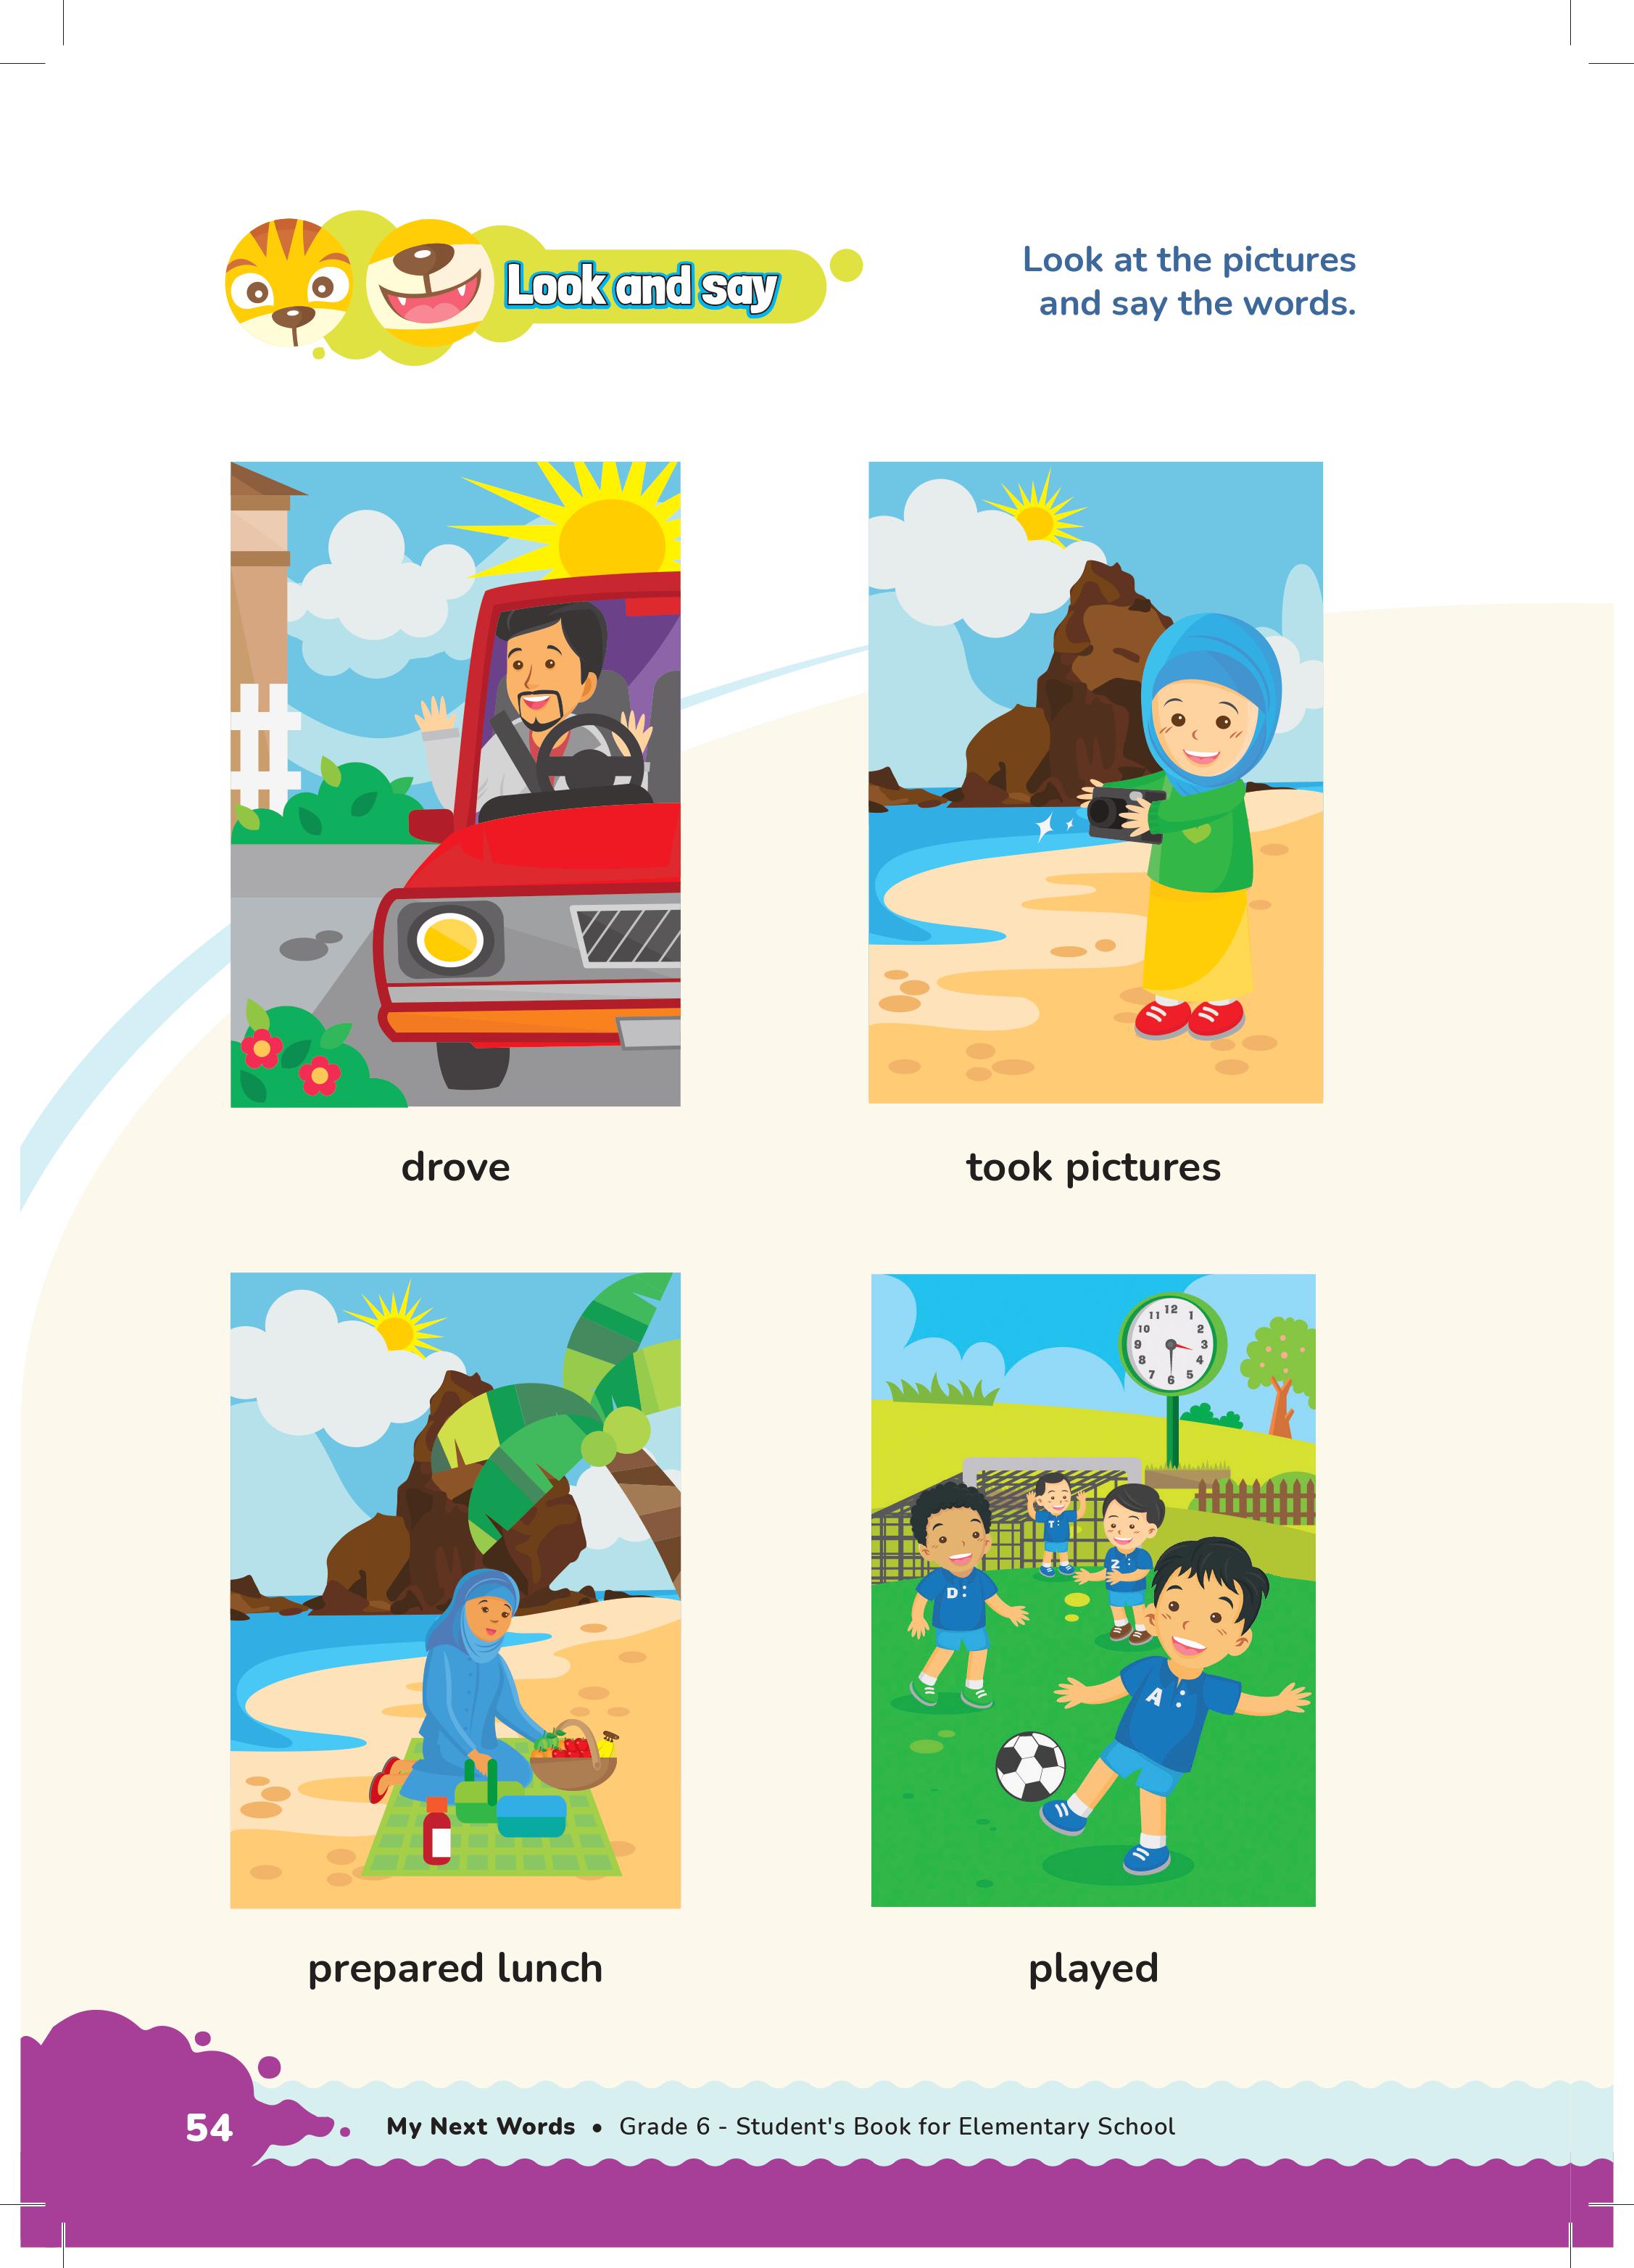 Look and say
Look at the pictures
and say the words.
drove
took pictures
11 12 1
10 2
9 3
8 4
7 6 5
D
T
Z
A
prepared lunch
played
54
My Next Words • Grade 6 - Student's Book for Elementary School